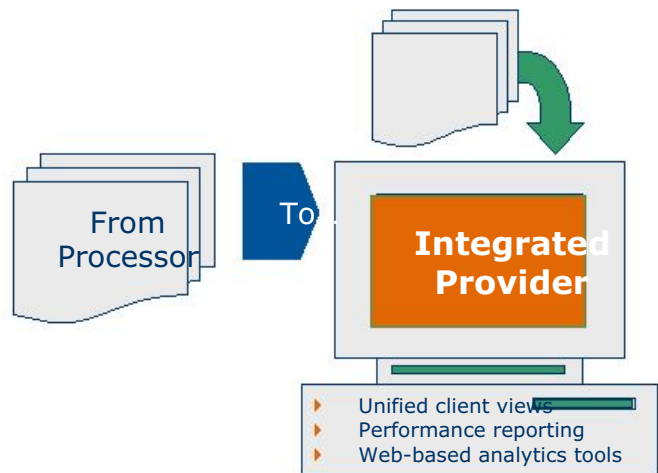 From
Processor
To...
Integrated
Provider
Unified client views
Performance reporting
Web-based analytics tools